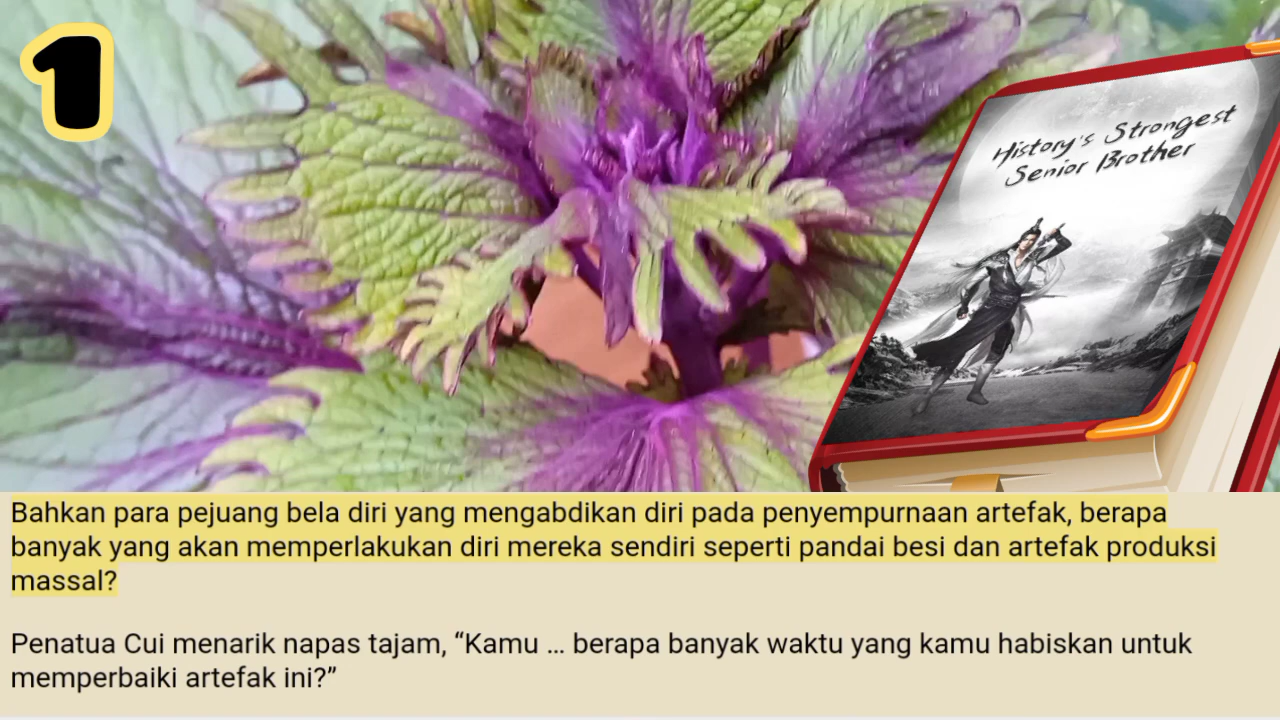 1
History's Strongest
Senior Brother
Bahkan para pejuang bela diri yang mengabdikan diri pada penyempurnaan artefak, berapa
banyak yang akan memperlakukan diri mereka sendiri seperti pandai besi dan artefak produksi
massal?
Penatua Cui menarik napas tajam, “Kamu … berapa banyak waktu yang kamu habiskan untuk
memperbaiki artefak ini?”